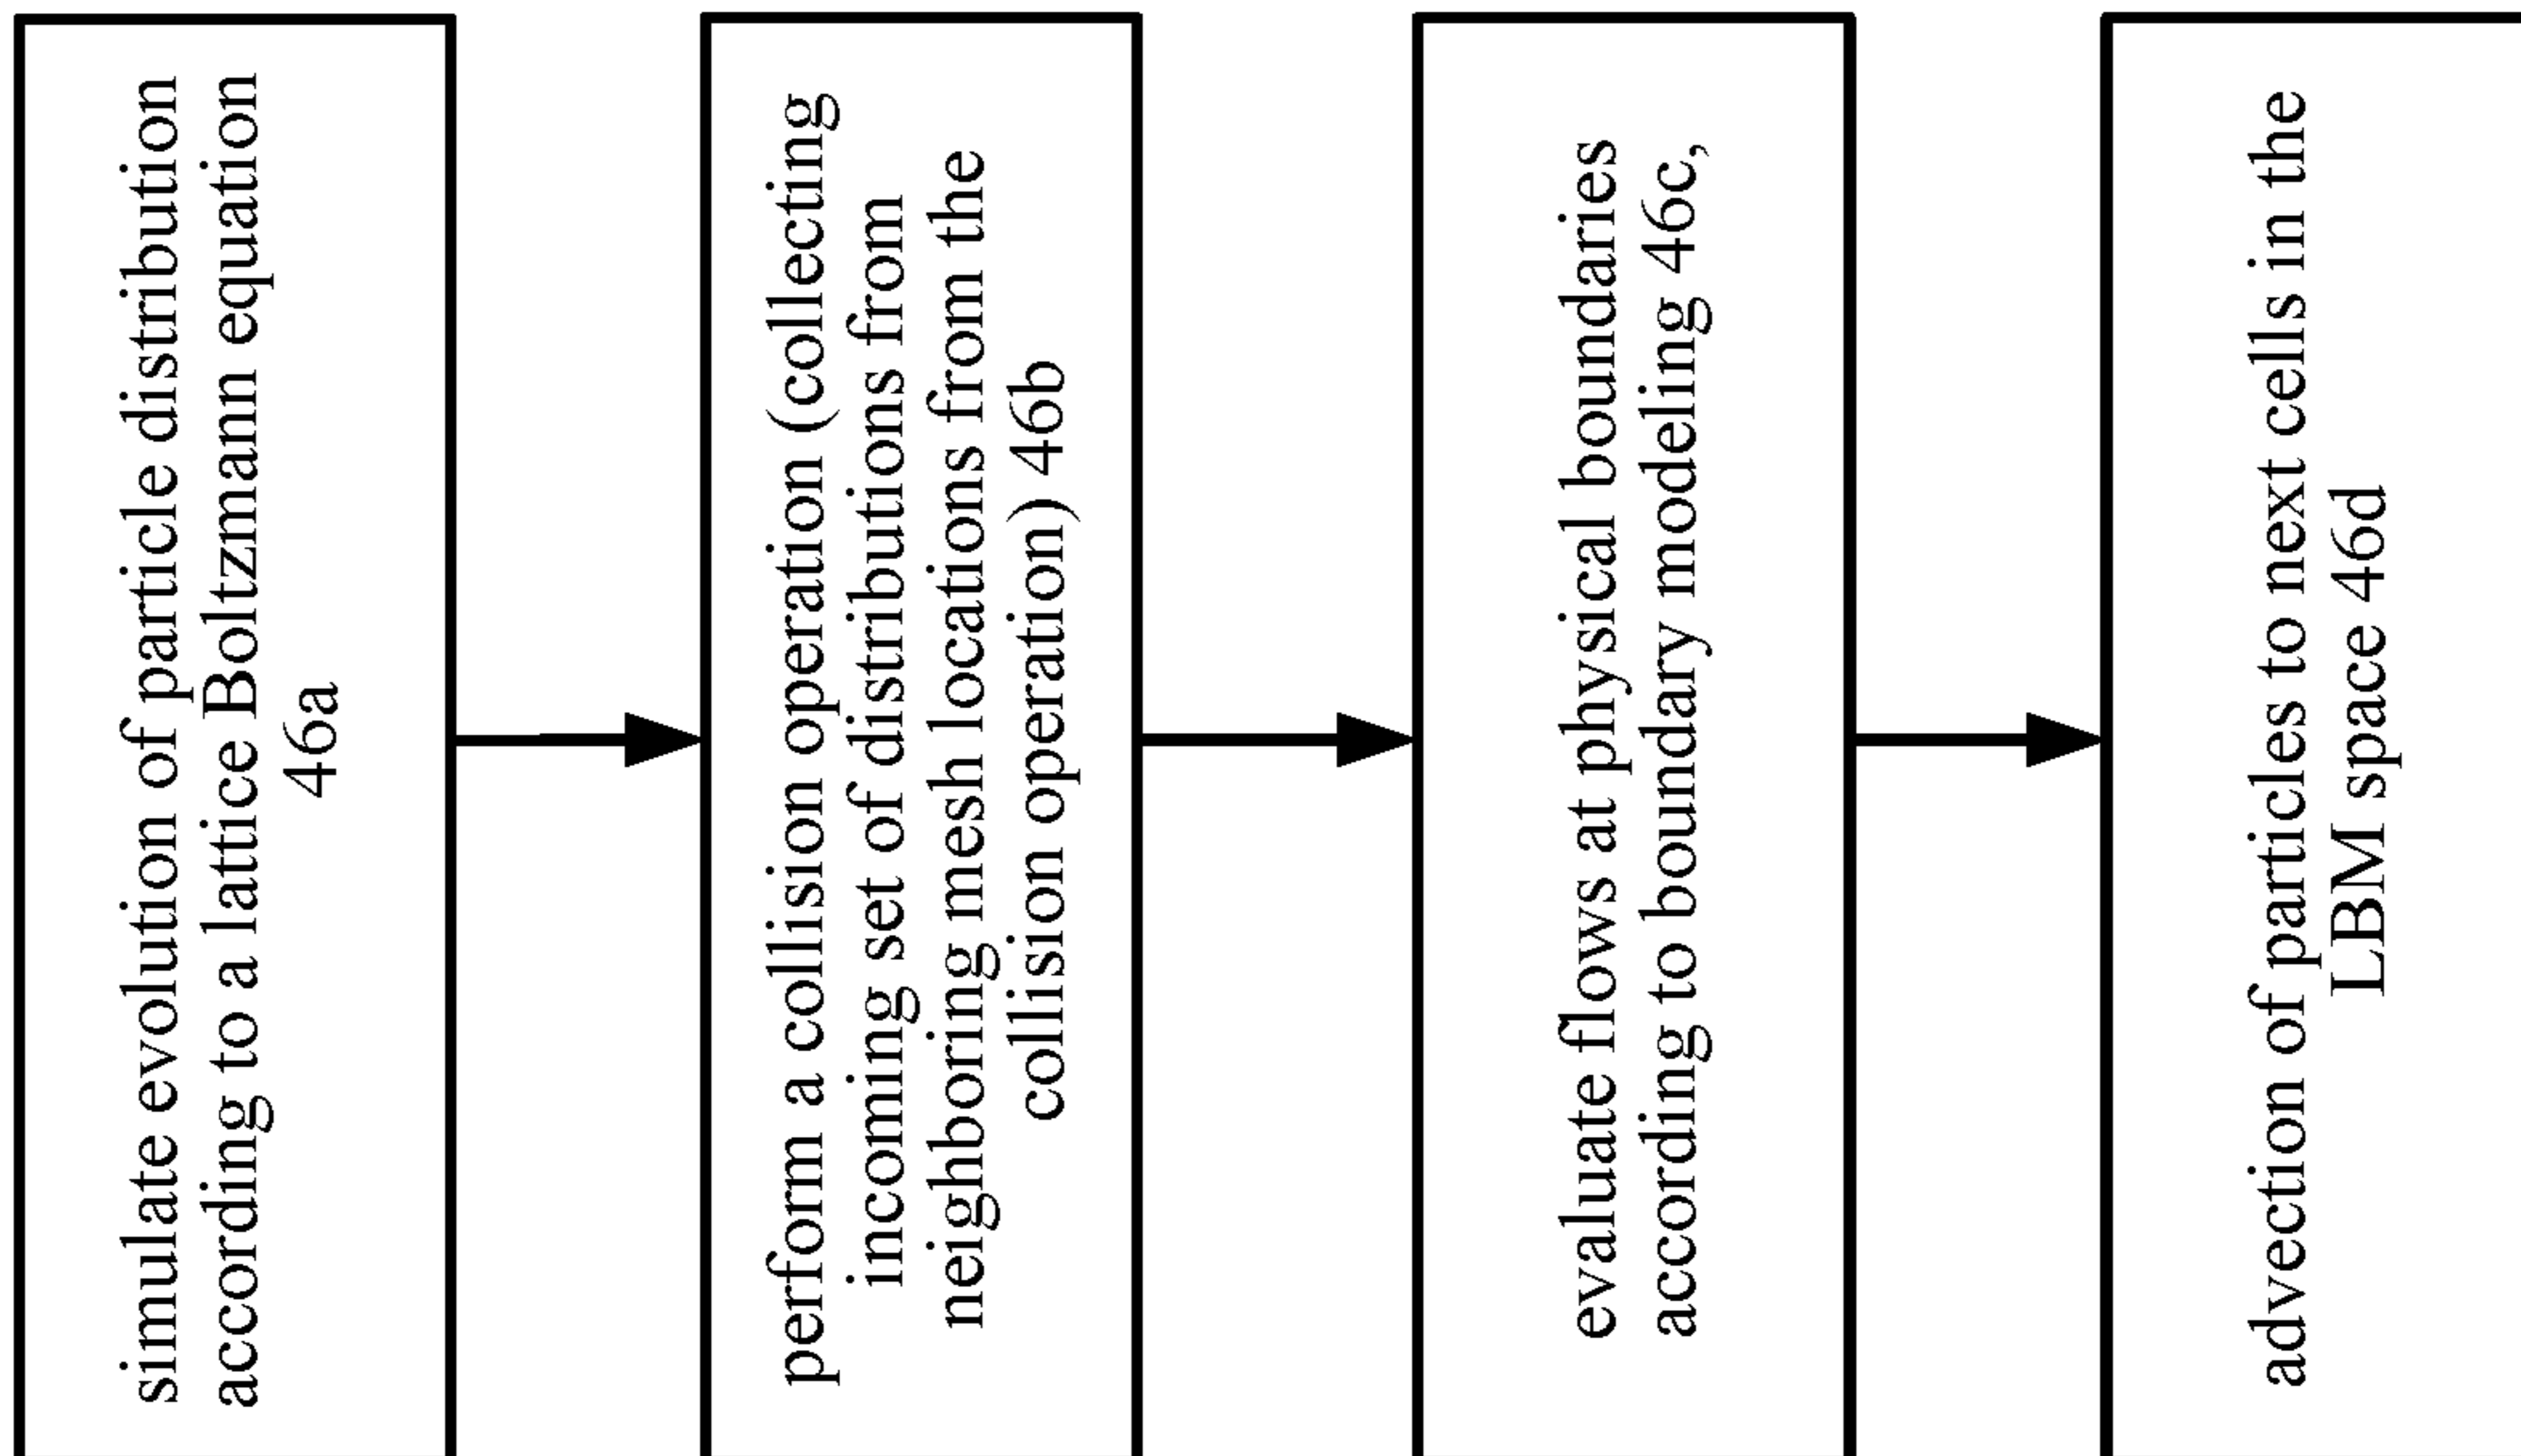 simulate evolution of particle distribution
according to a lattice Boltzmann equation
46a
perform a collision operation (collecting
incoming set of distributions from
neighboring mesh locations from the
collision operation) 46b
evaluate flows at physical boundaries
according to boundary modeling 46c,
advection of particles to next cells in the
LBM space 46d